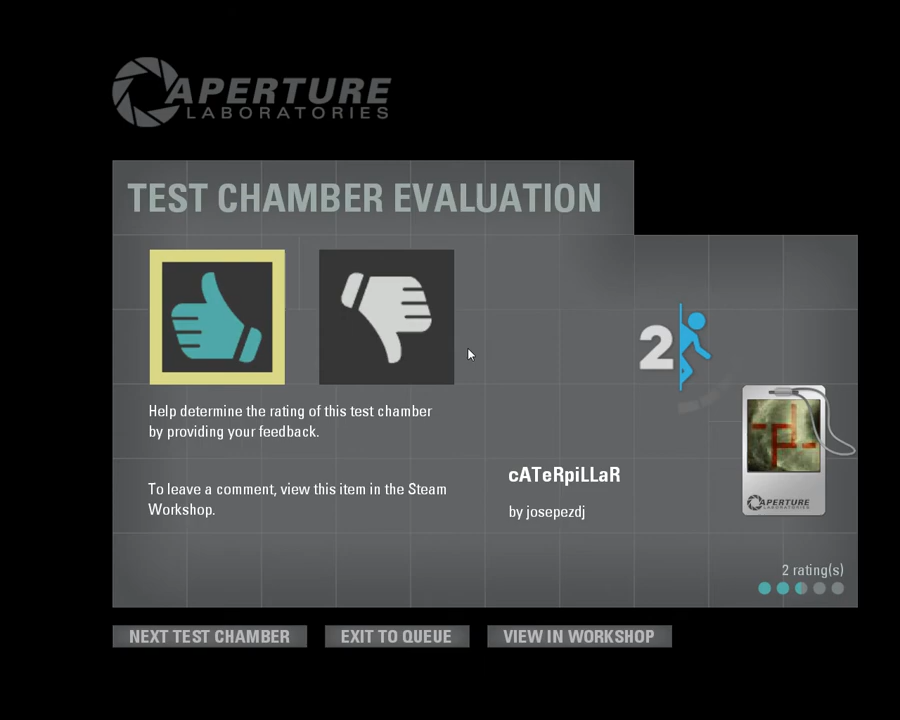 APERTURE
LABORATORIES
TEST CHAMBER EVALUATION
2
Help determine the rating of this test chamber
by providing your feedback.
To leave a comment, view this item in the Steam
Workshop.
cATeRpiLLaR
by josepezdj
APERTURE
2 rating(s)
NEXT TEST CHAMBER
EXIT TO QUEUE
VIEW IN WORKSHOP